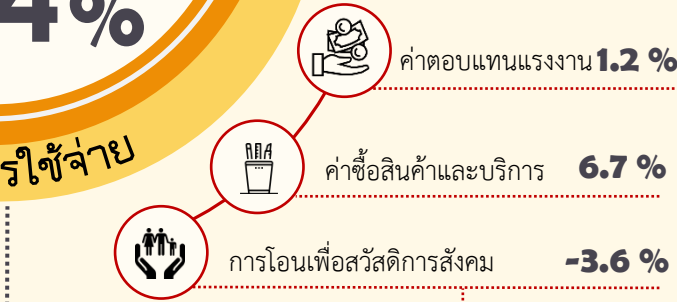 4%
ค่าตอบแทนแรงงาน 1.2 %
รใช้จ่าย
ค่าซื้อสินค้าและบริการ 6.7 %
การโอนเพื่อสวัสดิการสังคม -3.6 %